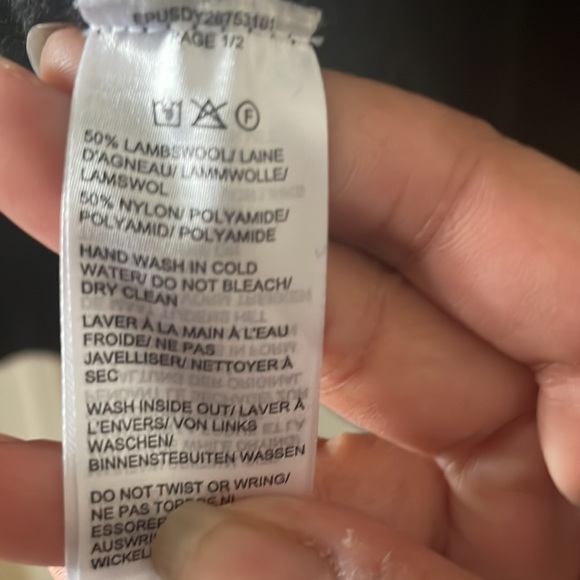 PAGE 1/2
F
50% LAMBSWOOL/ LAINE
D'AGNEAU/ LAMMWOLLE/
LAMSWOL
50% NYLON/ POLYAMIDE/
POLYAMID/ POLYAMIDE
HAND WASH IN COLD
WATER/ DO NOT BLEACH/
DRY CLEAN
LAVER À LA MAIN À L'EAU
FROIDE/ NE PAS
JAVELLISER/ NETTOYER À
SEC
WASH INSIDE OUT/ LAVER À
L'ENVERS/ VON LINKS
WASCHEN/
BINNENSTEBUITEN WASSEN
DO NOT TWIST OR WRING/
NE PAS